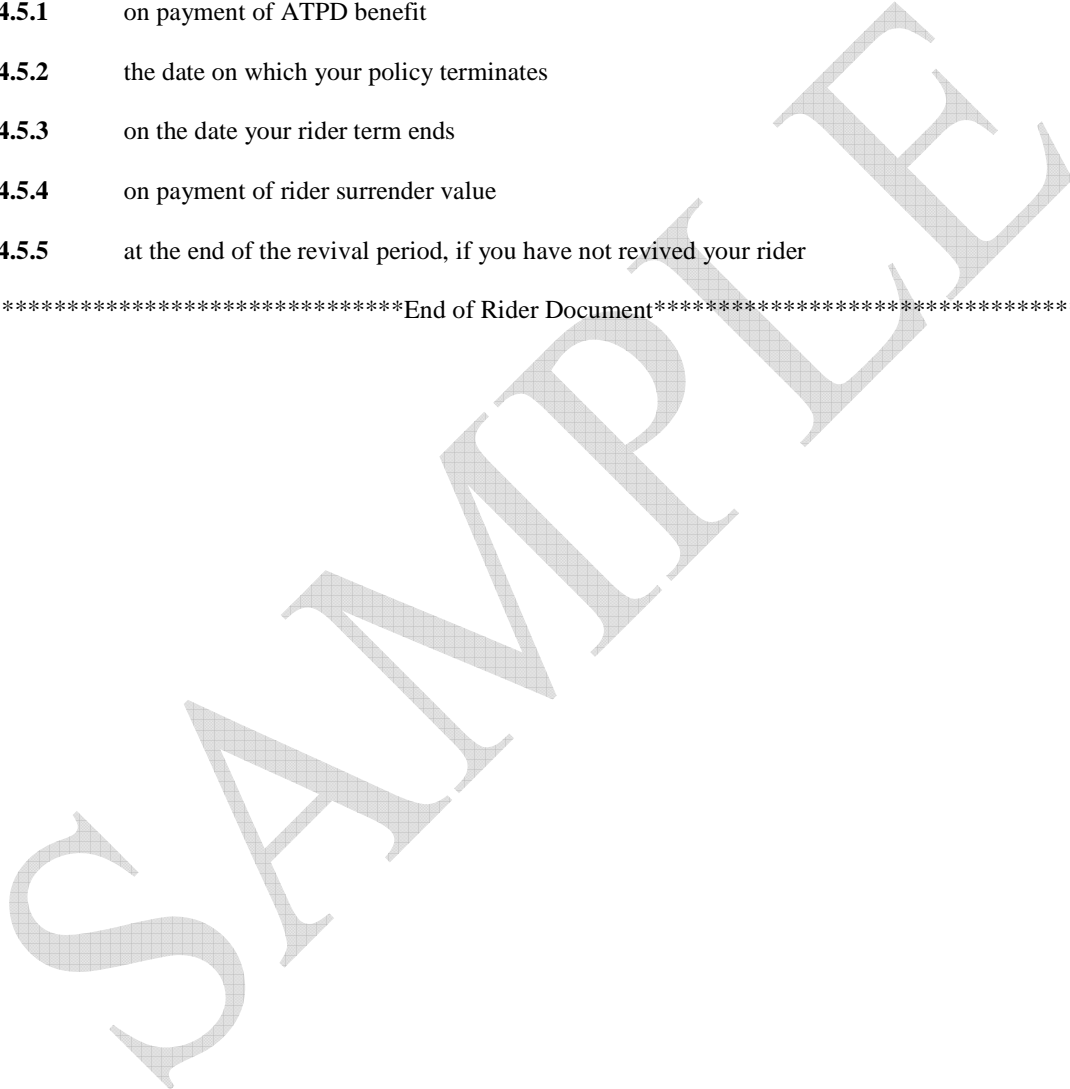 4.5.1 on payment of ATPD benefit
4.5.2 the date on which your policy terminates
4.5.3 on the date your rider term ends
4.5.4 on payment of rider surrender value
4.5.5 at the end of the revival period, if you have not revived your rider
*******************************End of Rider Document********************************
SAMPLE